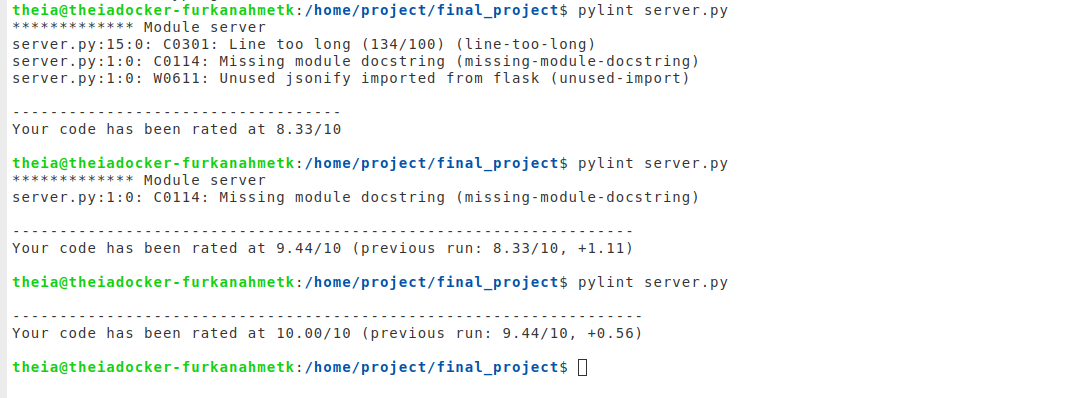 theia@theiadocker-furkanahmetk:/home/project/final_project$ pylint server.py
************* Module server
server.py:15:0: C0301: Line too long (134/100) (line-too-long)
server.py:1:0: C0114: Missing module docstring (missing-module-docstring)
server.py:1:0: W0611: Unused jsonify imported from flask (unused-import)
-----------------------------------
Your code has been rated at 8.33/10
theia@theiadocker-furkanahmetk:/home/project/final_project$ pylint server.py
************* Module server
server.py:1:0: C0114: Missing module docstring (missing-module-docstring)
------------------------------------------------------------------
Your code has been rated at 9.44/10 (previous run: 8.33/10, +1.11)
theia@theiadocker-furkanahmetk:/home/project/final_project$ pylint server.py
-------------------------------------------------------------------
Your code has been rated at 10.00/10 (previous run: 9.44/10, +0.56)
theia@theiadocker-furkanahmetk:/home/project/final_project$